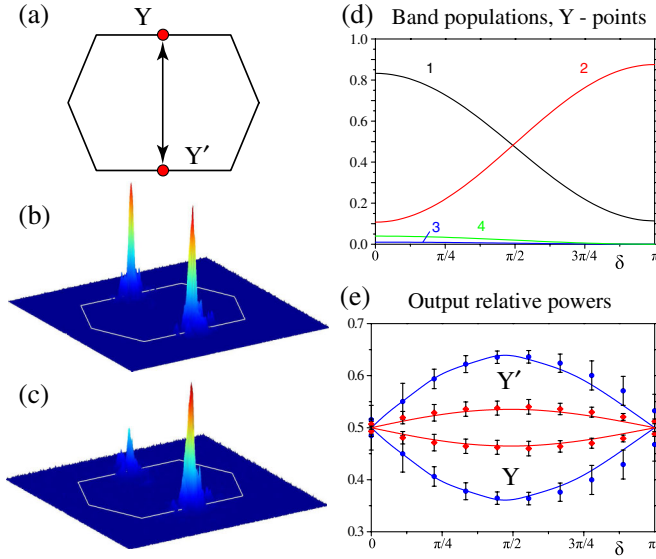 (a)
Y
Y′
(b)
(c)
(d) Band populations, Y - points
1.0
0.8
0.6
0.4
0.2
0.0
1
2
3
4
0 π/4 π/2 3π/4 δ π
(e) Output relative powers
0.7
0.6
0.5
0.4
0.3
Y′
Y
0 π/4 π/2 3π/4 δ π